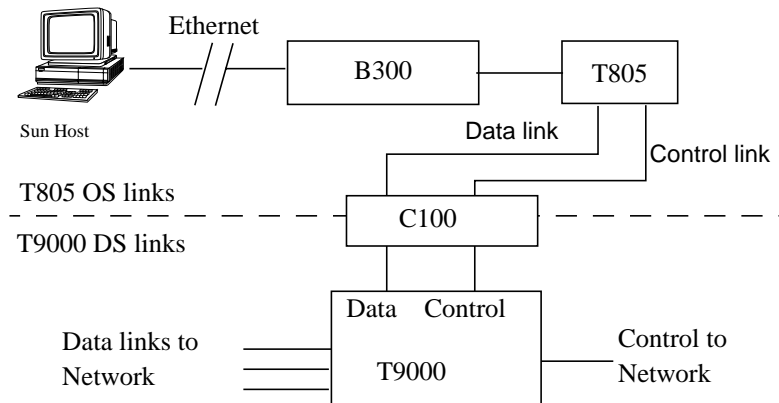 Ethernet
B300
T805
Sun Host
Data link
Control link
T805 OS links
C100
T9000 DS links
Data Control
Data links to
Network
T9000
Control to
Network